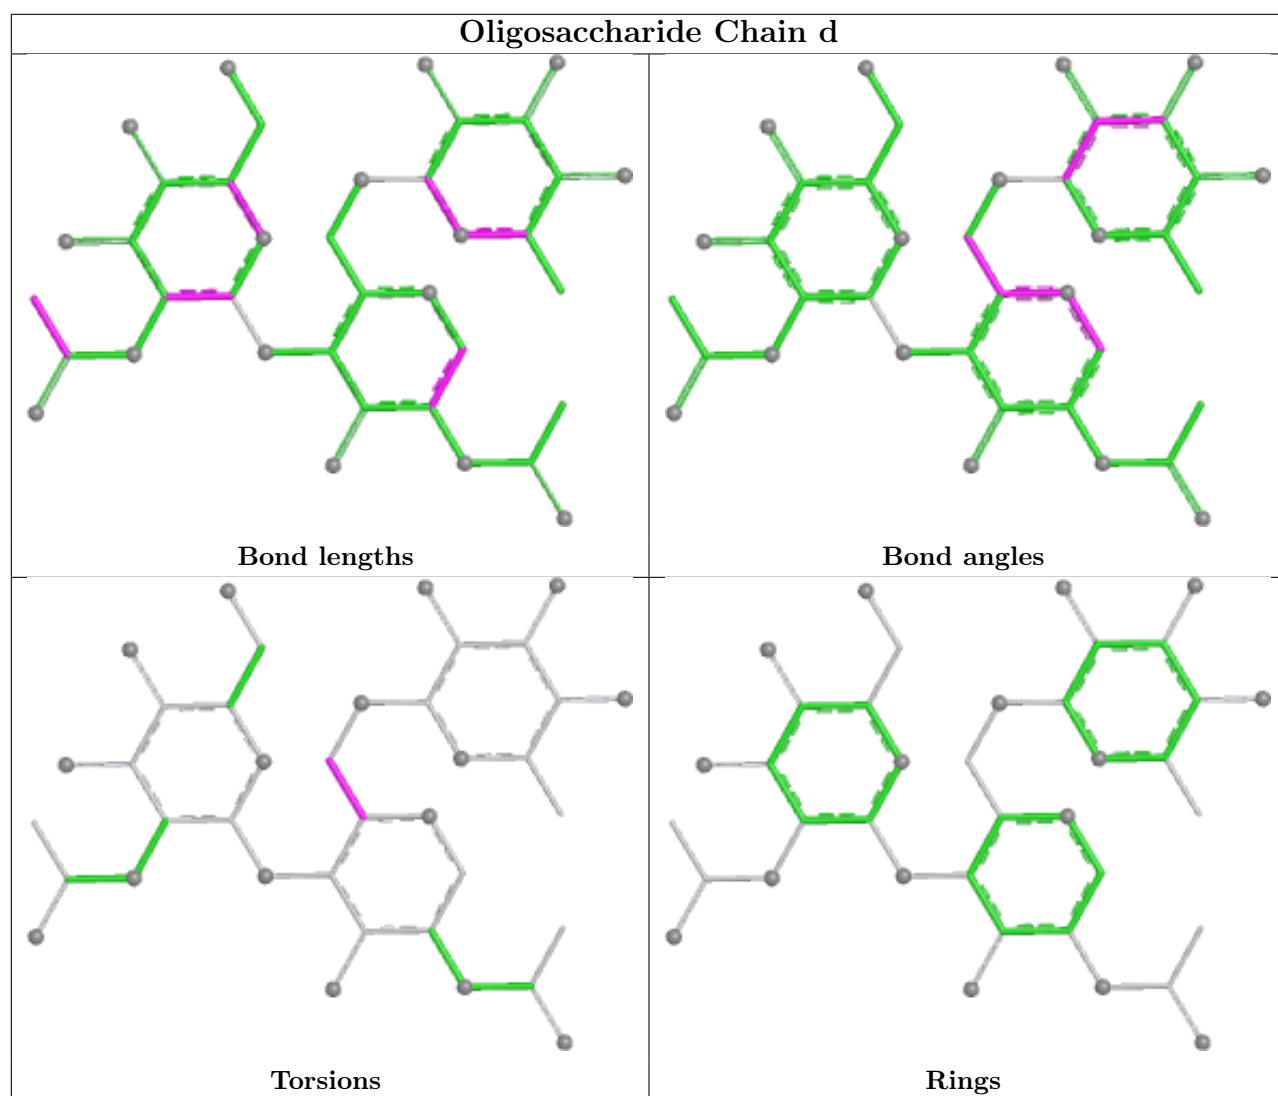 Oligosaccharide Chain d
Bond lengths
Bond angles
Torsions
Rings